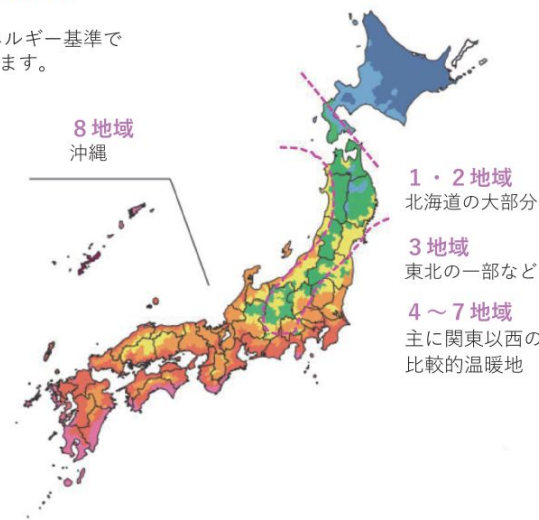 ネルギー基準で
ます。
8地域
沖縄
1・2地域
北海道の大部分
3地域
東北の一部など
4～7地域
主に関東以西の
比較的温暖地